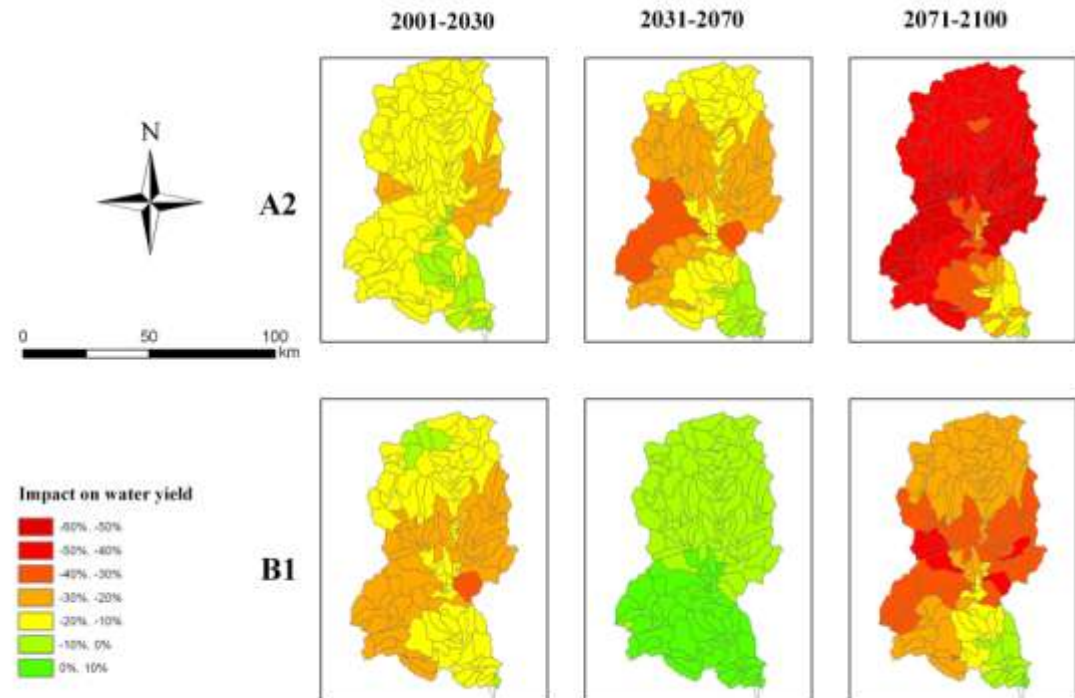 2001-2030 2031-2070 2071-2100
N
A2
0 50 100
km
B1
Impact on water yield
-60%. -50%
-50%. -40%
-40%. -30%
-30%. -20%
-20%. -10%
-10%. 0%
0%. 10%